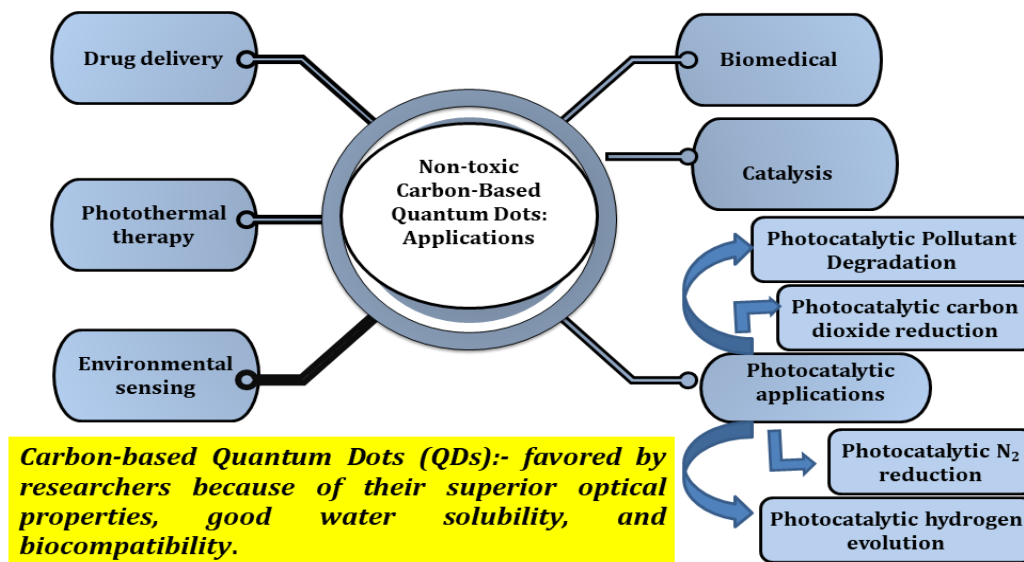 Drug delivery
Biomedical
Non-toxic
Carbon-Based
Quantum Dots:
Applications
Catalysis
Photothermal
therapy
Photocatalytic Pollutant
Degradation
Photocatalytic carbon
dioxide reduction
Environmental
sensing
Photocatalytic
applications
Carbon-based Quantum Dots (QDs):- favored by
researchers because of their superior optical
properties, good water solubility, and
biocompatibility.
Photocatalytic N₂
reduction
Photocatalytic hydrogen
evolution